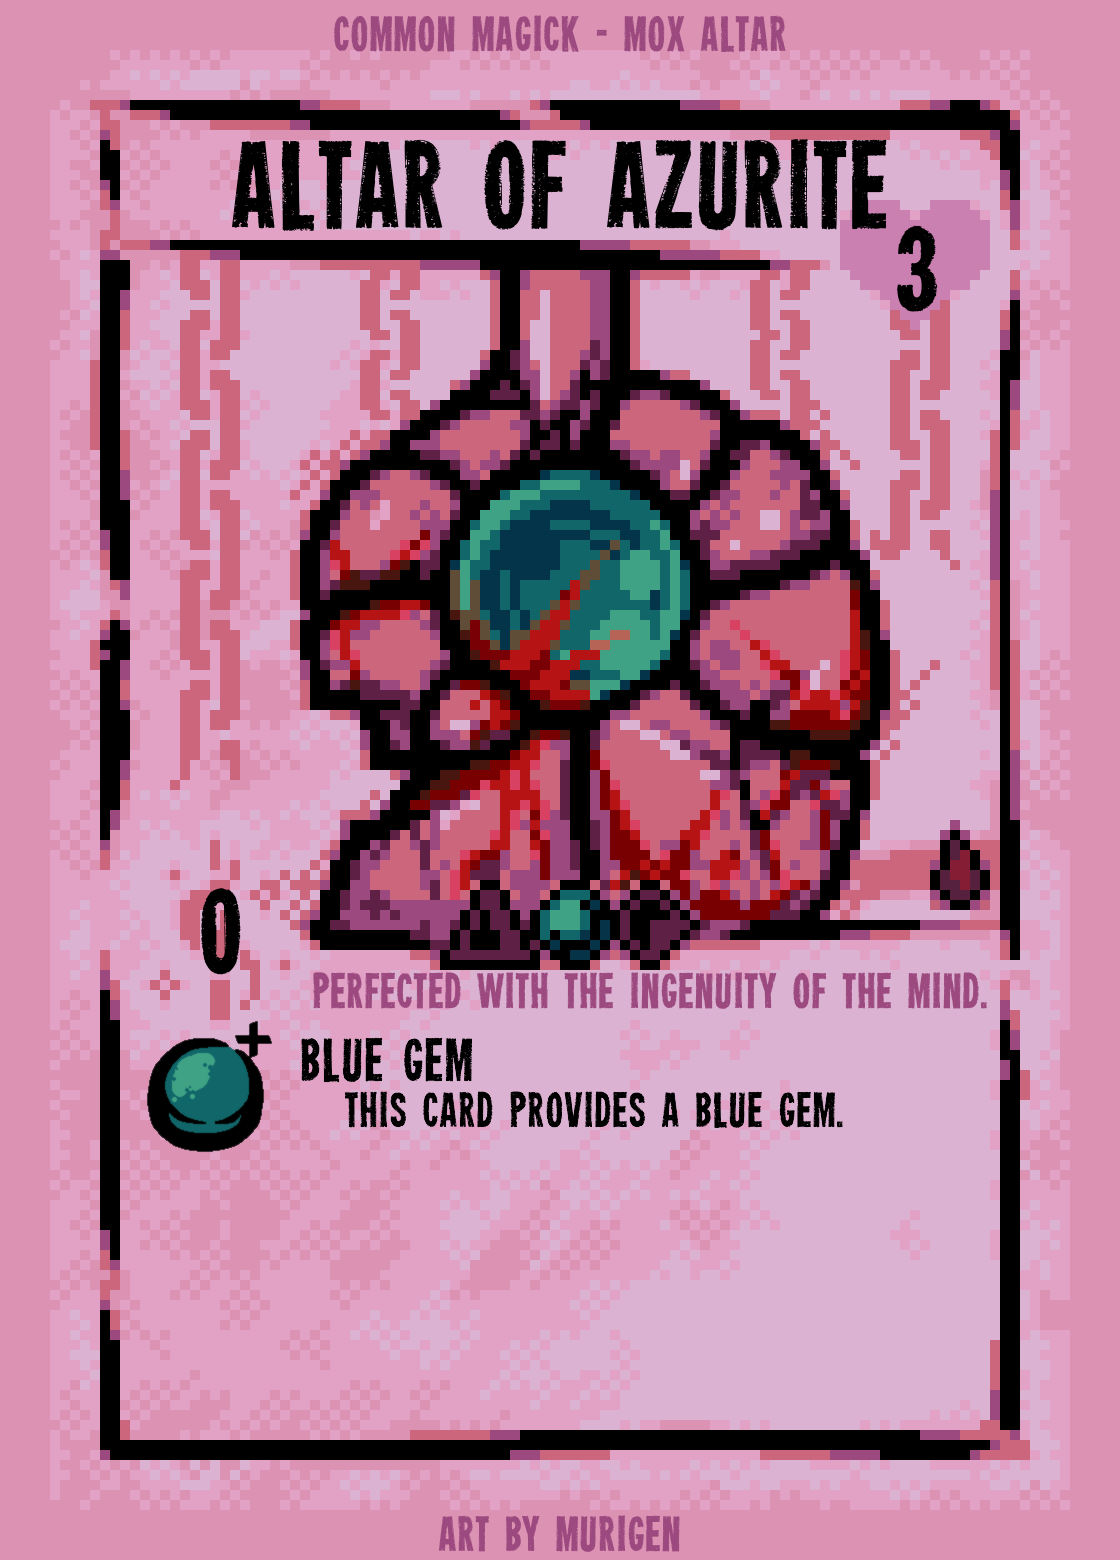 COMMON MAGICK - MOX ALTAR
ALTAR OF AZURITE
3
0
PERFECTED WITH THE INGENUITY OF THE MIND.
BLUE GEM
THIS CARD PROVIDES A BLUE GEM.
ART BY MURIGEN